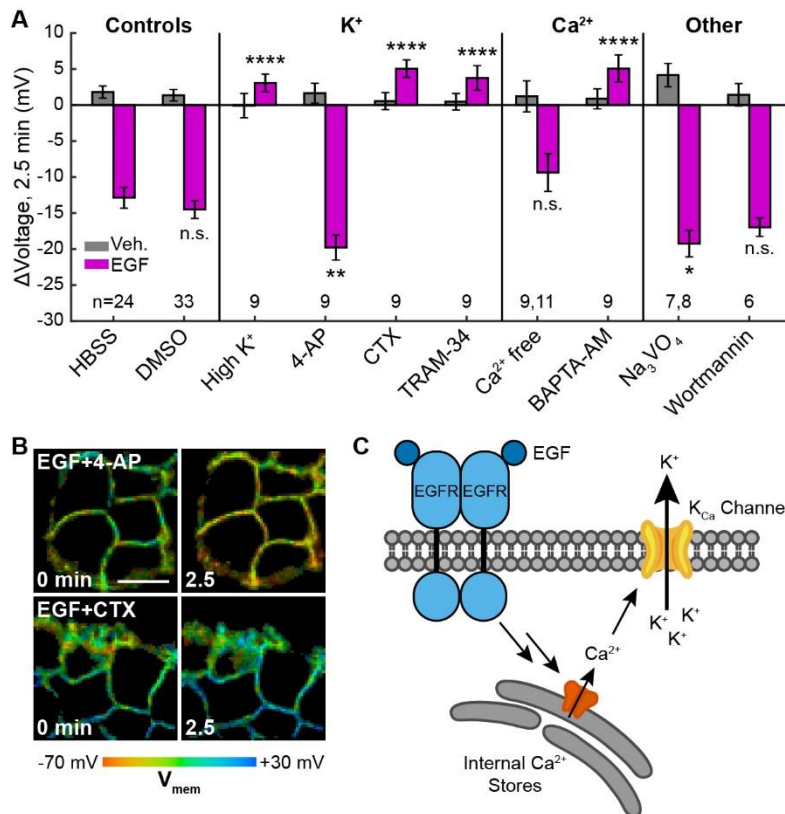 A
Controls
K⁺
Ca²⁺
Other
ΔVoltage, 2.5 min (mV)
10
5
0
-5
-10
-15
-20
-25
-30
****
****
****
****
n.s.
**
n.s.
*
n.s.
Veh.
EGF
n=24
33
9
9
9
9
9,11
9
7,8
6
HBSS
DMSO
High K⁺
4-AP
CTX
TRAM-34
Ca²⁺ free
BAPTA-AM
Na₃VO₄
Wortmannin
B
EGF+4-AP
0 min
2.5
EGF+CTX
0 min
2.5
-70 mV
+30 mV
Vmem
C
EGF
EGFR
EGFR
K⁺
K_Ca Channel
K⁺
K⁺
K⁺
Ca²⁺
Internal Ca²⁺
Stores